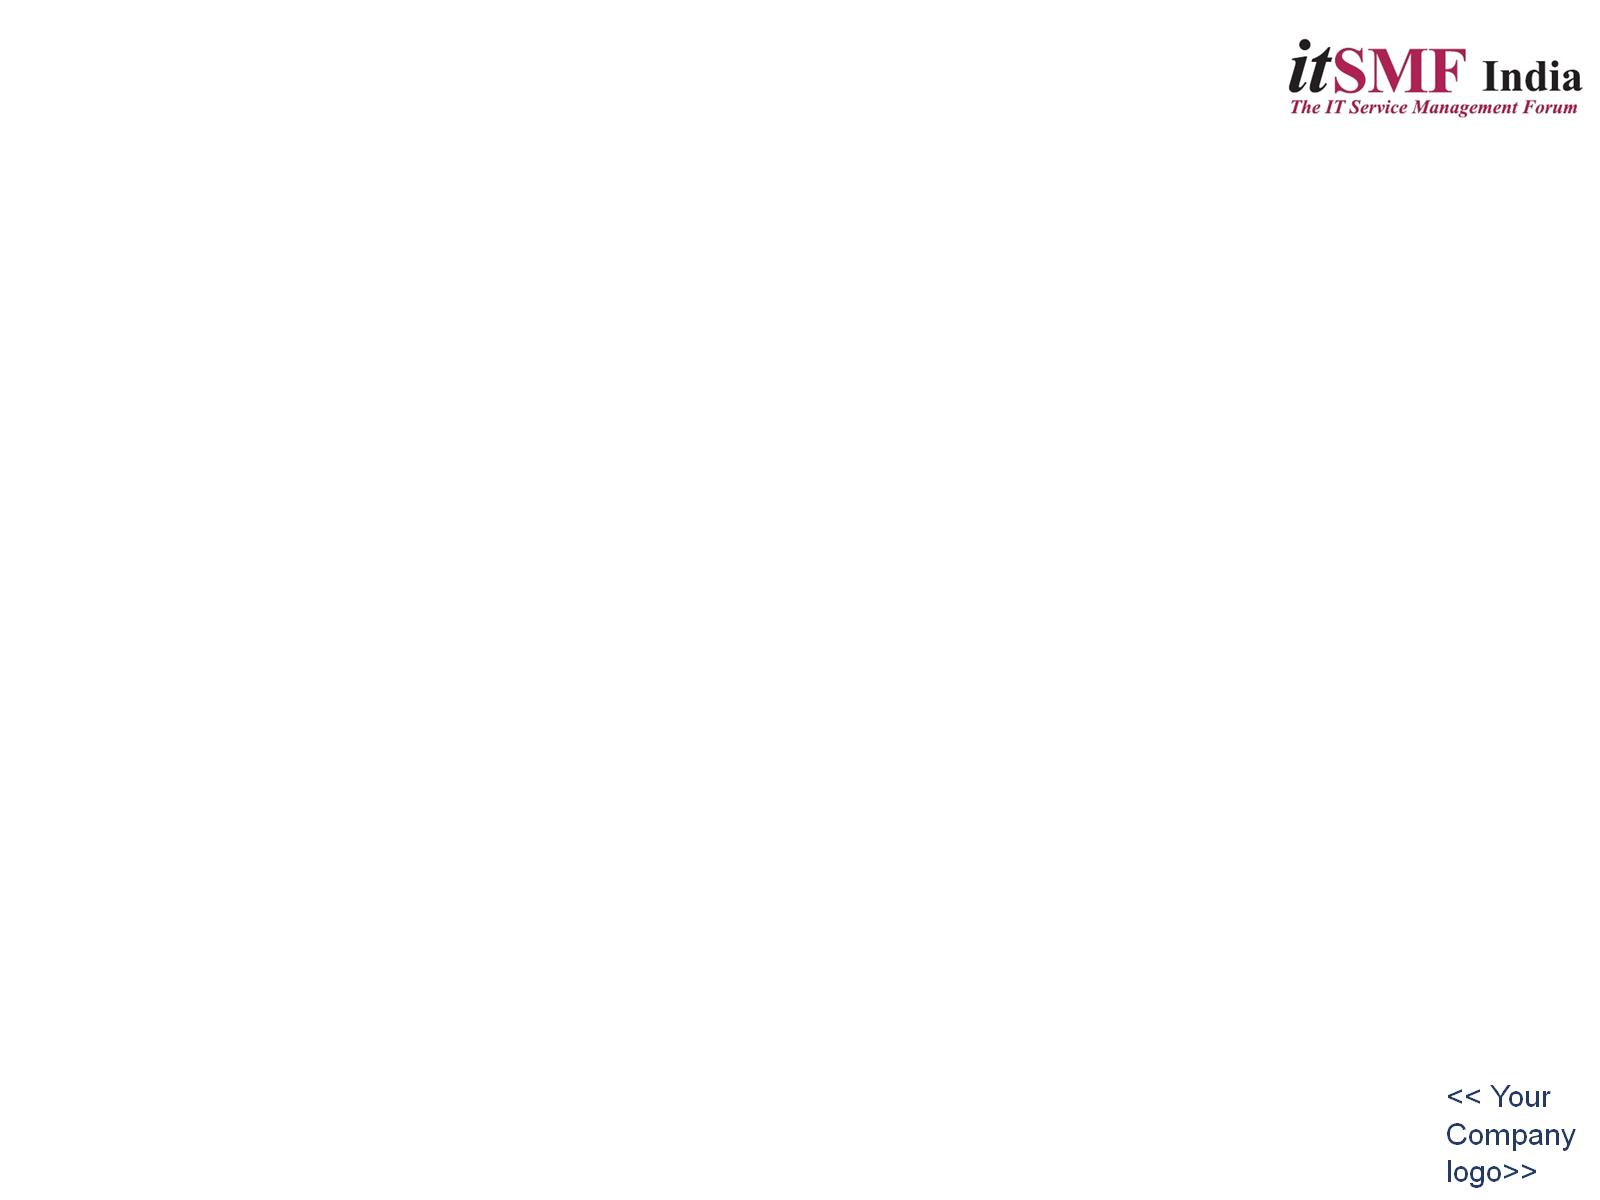 itSMF India
The IT Service Management Forum
<< Your
Company
logo>>